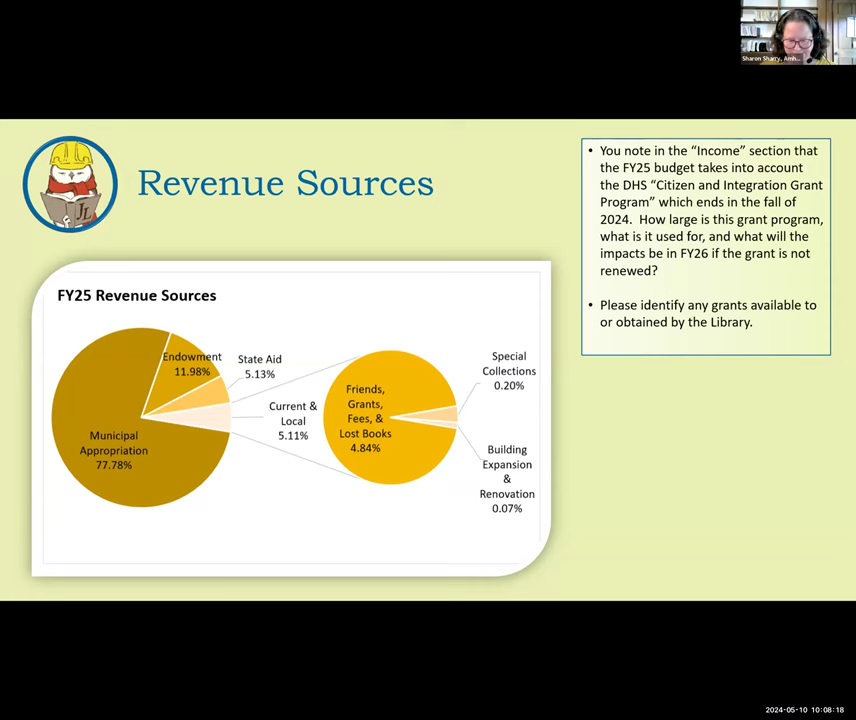 Sharon Sharry, Amh...
JL
Revenue Sources
• You note in the “Income” section that
the FY25 budget takes into account
the DHS “Citizen and Integration Grant
Program” which ends in the fall of
2024. How large is this grant program,
what is it used for, and what will the
impacts be in FY26 if the grant is not
renewed?
• Please identify any grants available to
or obtained by the Library.
FY25 Revenue Sources
Municipal
Appropriation
77.78%
Endowment
11.98%
State Aid
5.13%
Current &
Local
5.11%
Friends,
Grants,
Fees, &
Lost Books
4.84%
Special
Collections
0.20%
Building
Expansion
&
Renovation
0.07%
2024-05-10 10:08:18